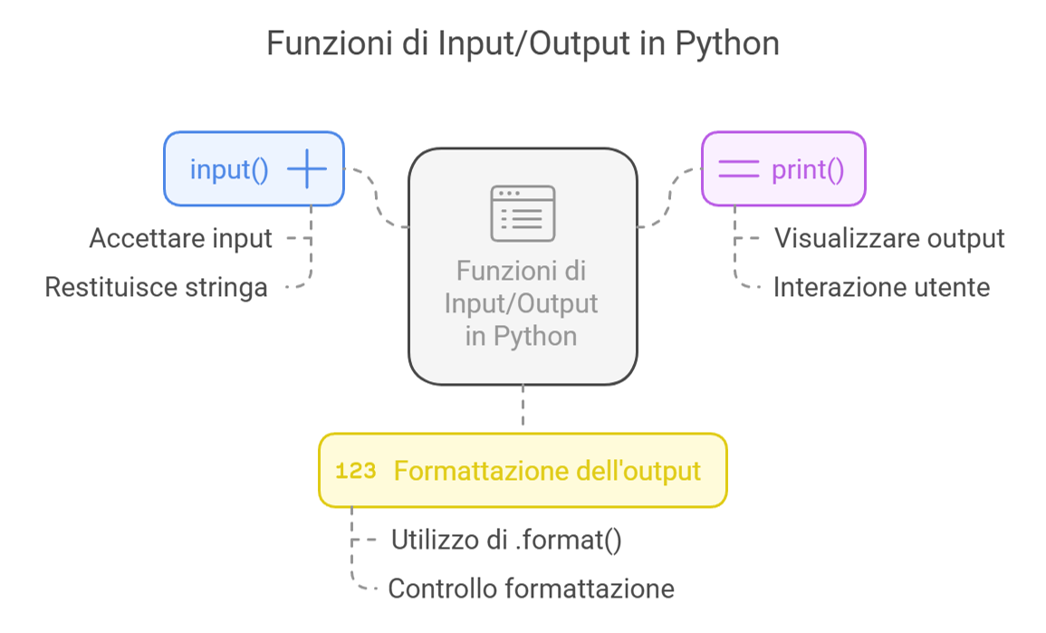 Funzioni di Input/Output in Python
input()
Accettare input
Restituisce stringa
Funzioni di
Input/Output
in Python
print()
Visualizzare output
Interazione utente
123 Formattazione dell'output
Utilizzo di .format()
Controllo formattazione